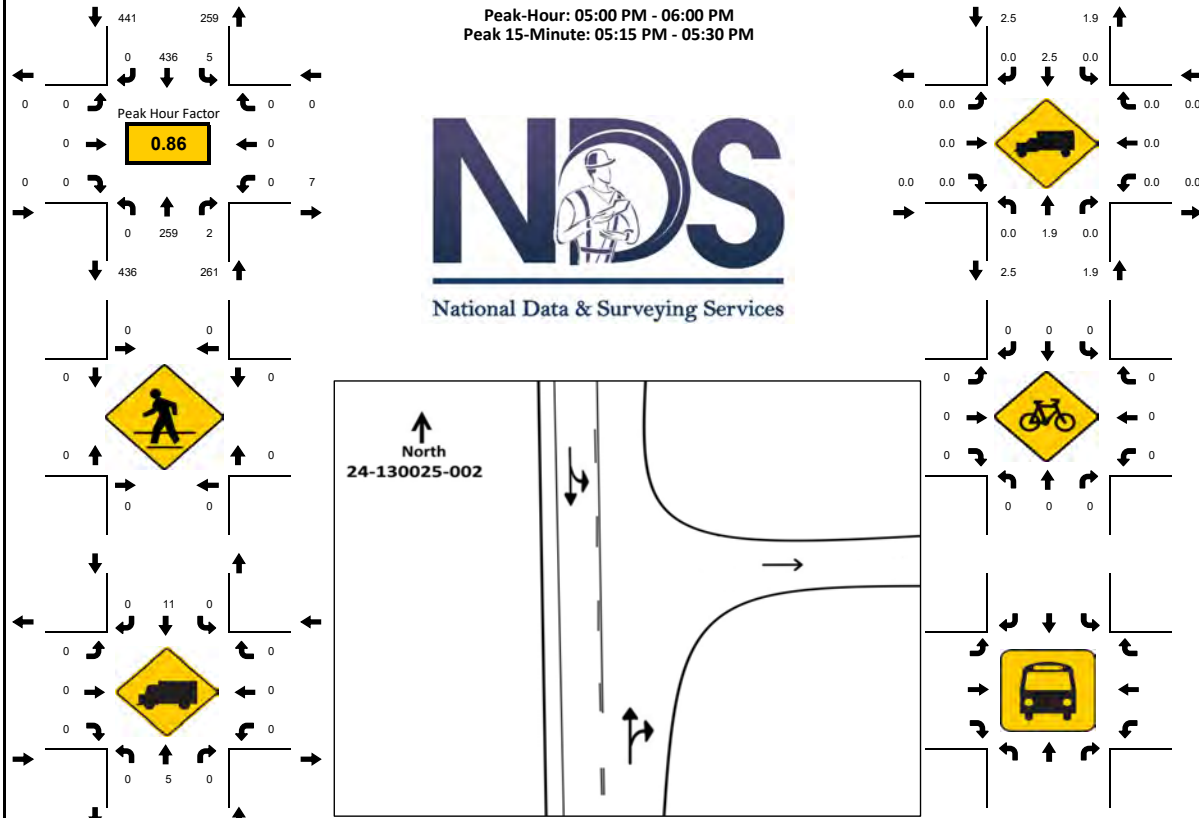 Peak-Hour: 05:00 PM - 06:00 PM
Peak 15-Minute: 05:15 PM - 05:30 PM
441 259
0 436 5
0 0 0 0
Peak Hour Factor
0 0.86 0
0 0 0 7
0 259 2
436 261
2.5 1.9
0.0 2.5 0.0
0.0 0.0 0.0 0.0
0.0 0.0
0.0 0.0 0.0 0.0
0.0 1.9 0.0
2.5 1.9
NDS
National Data & Surveying Services
0 0
0 0
0 0
0 0
0 0 0
0 0
0 0
0 0
0 0 0
North
24-130025-002
0 11 0
0 0
0 0
0 0
0 5 0